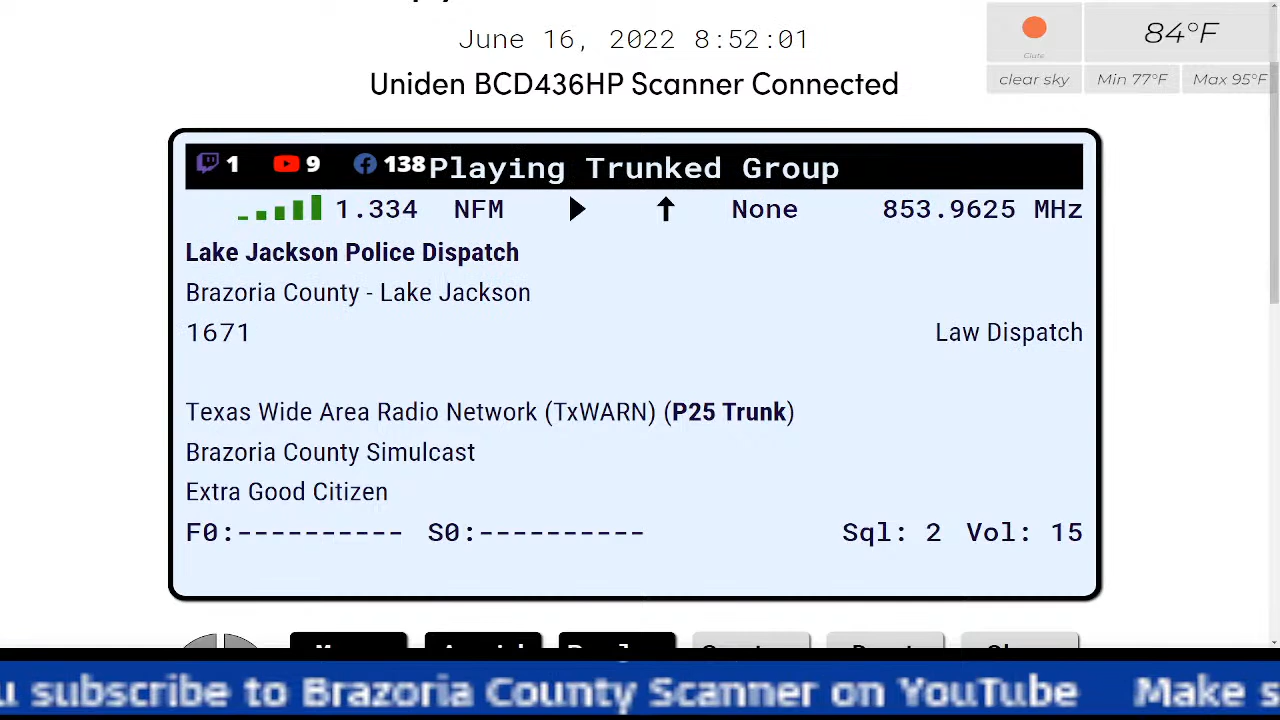 June 16, 2022 8:52:01
84°F
Clute
clear sky Min 77°F Max 95°F
Uniden BCD436HP Scanner Connected
1 9 138 Playing Trunked Group
1.334 NFM None 853.9625 MHz
Lake Jackson Police Dispatch
Brazoria County - Lake Jackson
1671 Law Dispatch
Texas Wide Area Radio Network (TxWARN) (P25 Trunk)
Brazoria County Simulcast
Extra Good Citizen
F0:---------- S0:---------- Sql: 2 Vol: 15
u subscribe to Brazoria County Scanner on YouTube Make s